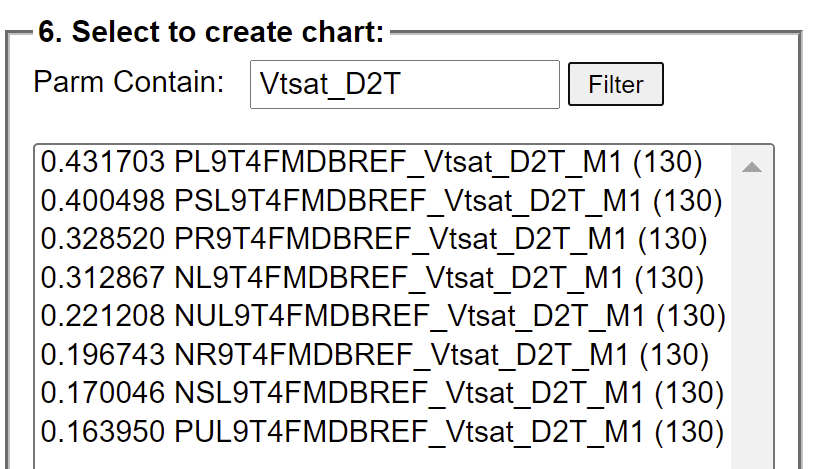 6. Select to create chart:
Parm Contain: Vtsat_D2T Filter
0.431703 PL9T4FMDBREF_Vtsat_D2T_M1 (130)
0.400498 PSL9T4FMDBREF_Vtsat_D2T_M1 (130)
0.328520 PR9T4FMDBREF_Vtsat_D2T_M1 (130)
0.312867 NL9T4FMDBREF_Vtsat_D2T_M1 (130)
0.221208 NUL9T4FMDBREF_Vtsat_D2T_M1 (130)
0.196743 NR9T4FMDBREF_Vtsat_D2T_M1 (130)
0.170046 NSL9T4FMDBREF_Vtsat_D2T_M1 (130)
0.163950 PUL9T4FMDBREF_Vtsat_D2T_M1 (130)